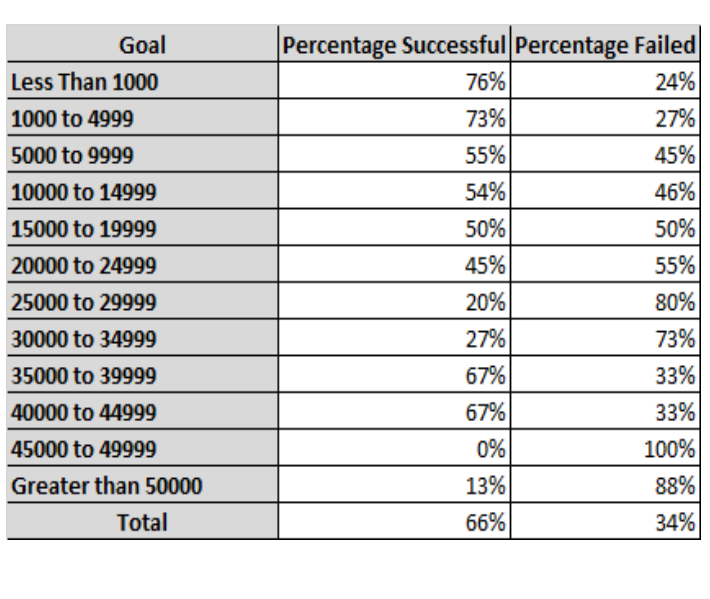 Goal Percentage Successful Percentage Failed
Less Than 1000 76% 24%
1000 to 4999 73% 27%
5000 to 9999 55% 45%
10000 to 14999 54% 46%
15000 to 19999 50% 50%
20000 to 24999 45% 55%
25000 to 29999 20% 80%
30000 to 34999 27% 73%
35000 to 39999 67% 33%
40000 to 44999 67% 33%
45000 to 49999 0% 100%
Greater than 50000 13% 88%
Total 66% 34%